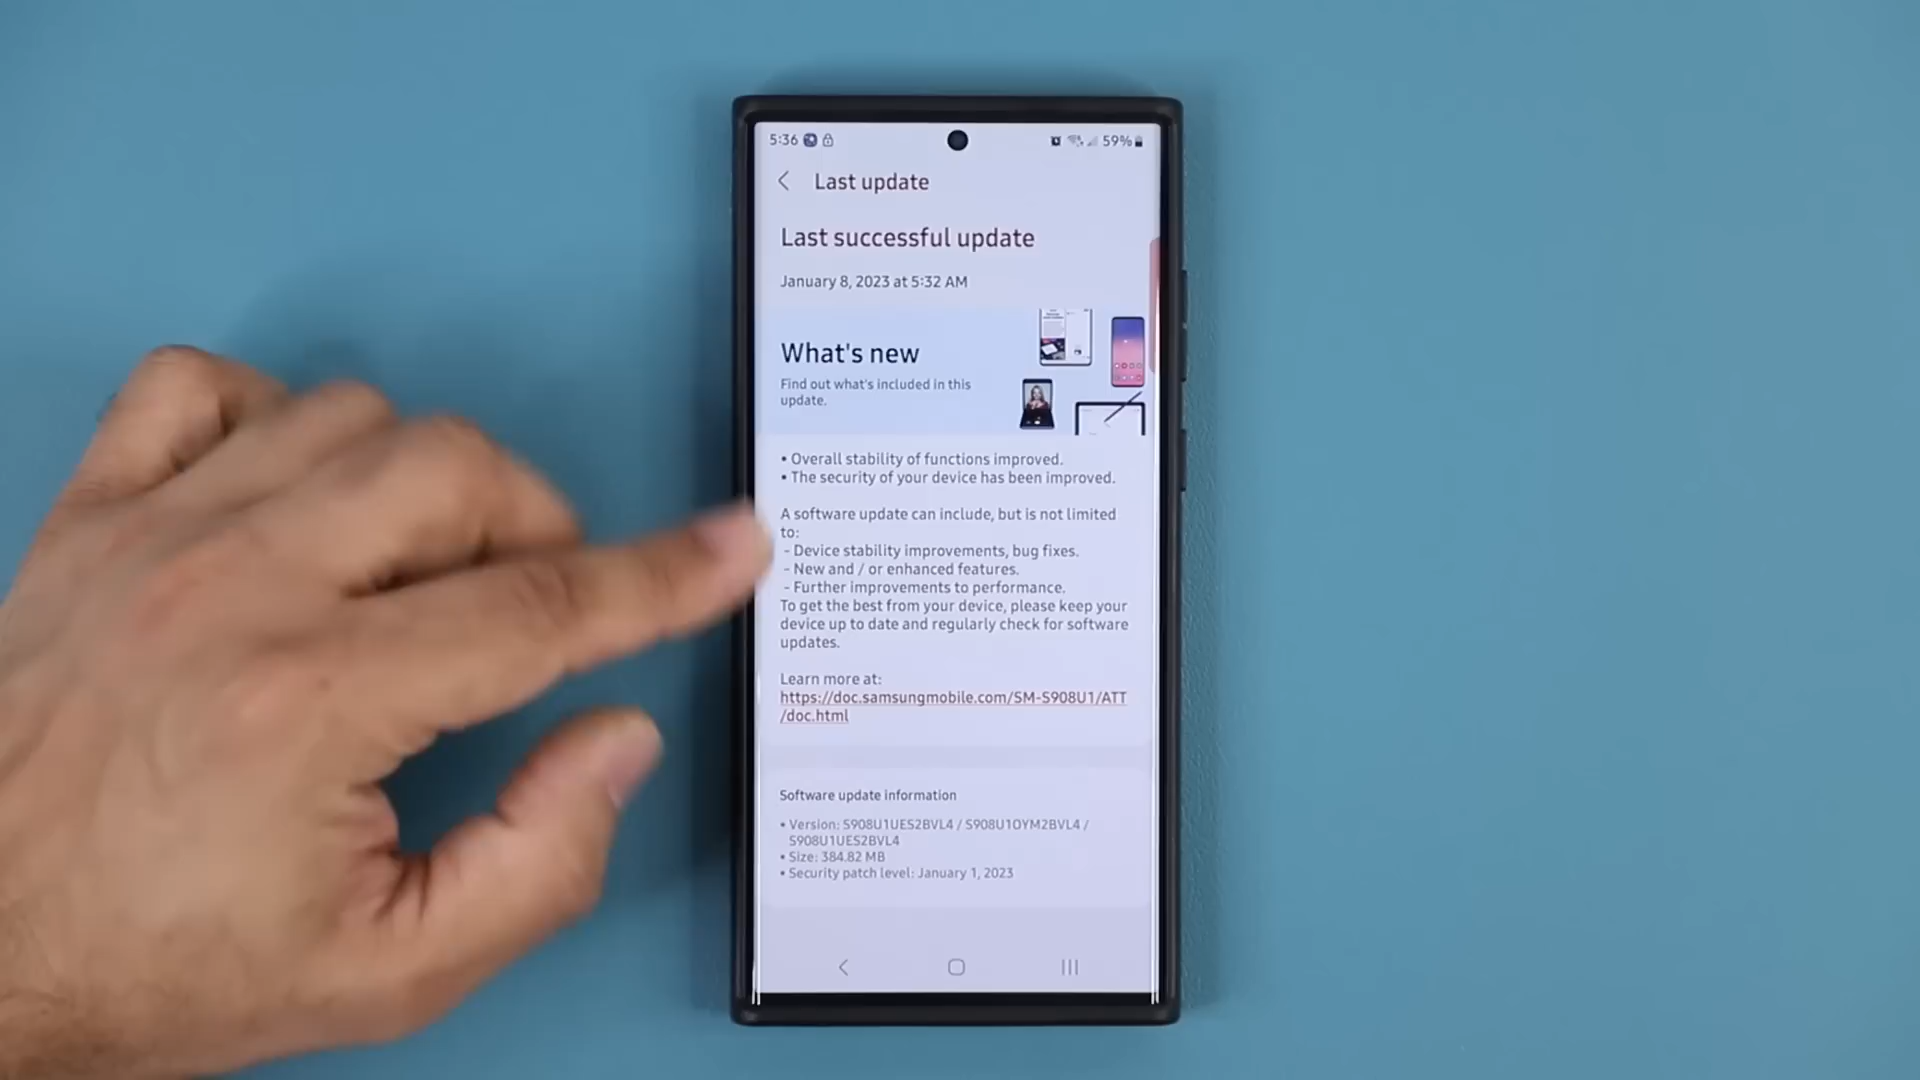 5:36 59%
Last update
Last successful update
January 8, 2023 at 5:32 AM
What's new
Find out what's included in this
update.
• Overall stability of functions improved.
• The security of your device has been improved.
A software update can include, but is not limited
to:
- Device stability improvements, bug fixes.
- New and / or enhanced features.
- Further improvements to performance.
To get the best from your device, please keep your
device up to date and regularly check for software
updates.
Learn more at:
https://doc.samsungmobile.com/SM-S908U1/ATT
/doc.html
Software update information
• Version: S908U1UES2BVL4 / S908U1OYM2BVL4 /
S908U1UES2BVL4
• Size: 384.82 MB
• Security patch level: January 1, 2023